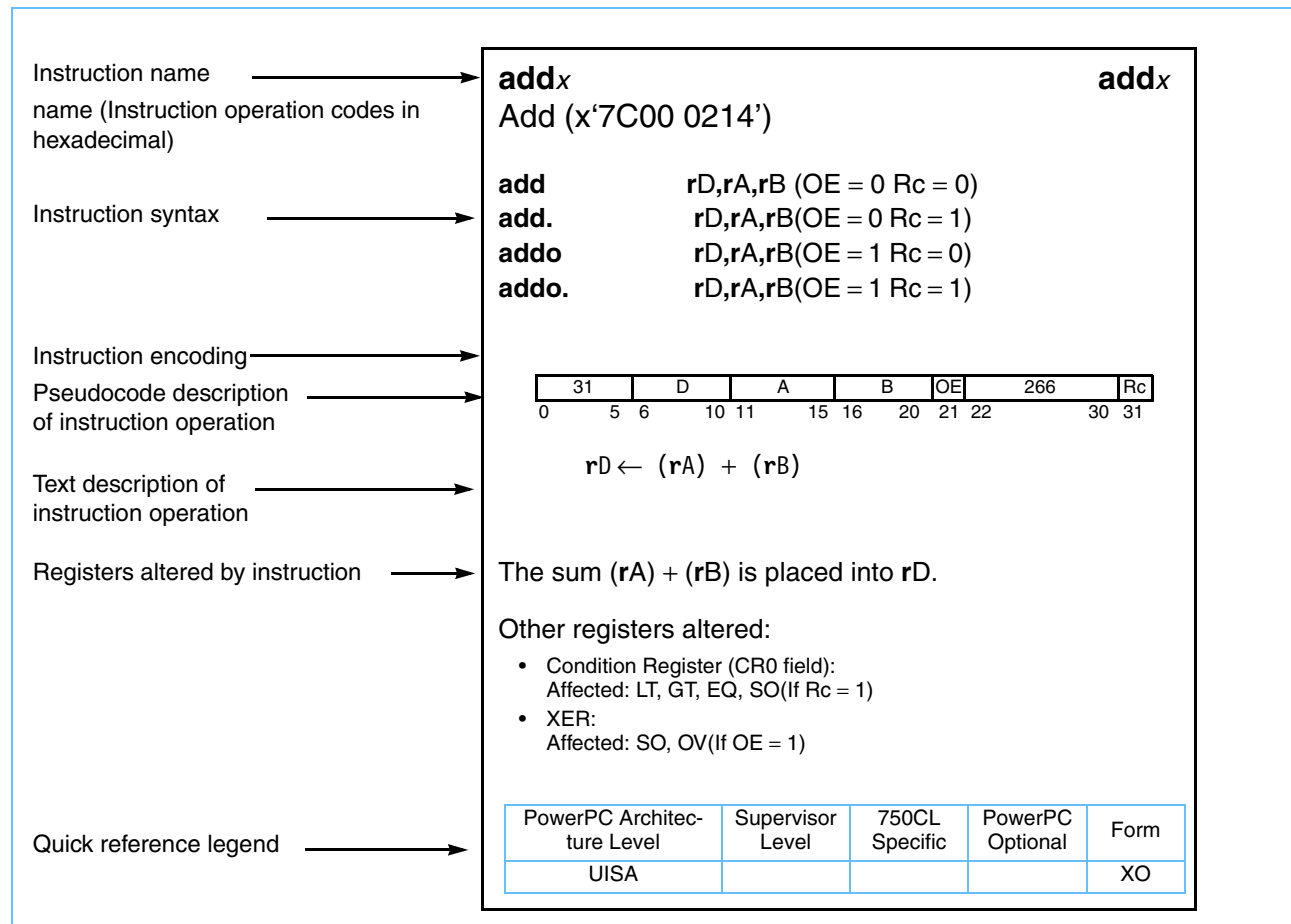 Instruction name
name (Instruction operation codes in
hexadecimal)
Instruction syntax
Instruction encoding
Pseudocode description
of instruction operation
Text description of
instruction operation
Registers altered by instruction
Quick reference legend
addx addx
Add (x‘7C00 0214’)
add rD,rA,rB (OE = 0 Rc = 0)
add. rD,rA,rB(OE = 0 Rc = 1)
addo rD,rA,rB(OE = 1 Rc = 0)
addo. rD,rA,rB(OE = 1 Rc = 1)
31 D A B OE 266 Rc
0 5 6 10 11 15 16 20 21 22 30 31
rD ← (rA) + (rB)
The sum (rA) + (rB) is placed into rD.
Other registers altered:
• Condition Register (CR0 field):
Affected: LT, GT, EQ, SO(If Rc = 1)
• XER:
Affected: SO, OV(If OE = 1)
PowerPC Architec- Supervisor 750CL PowerPC Form
ture Level Level Specific Optional
UISA XO